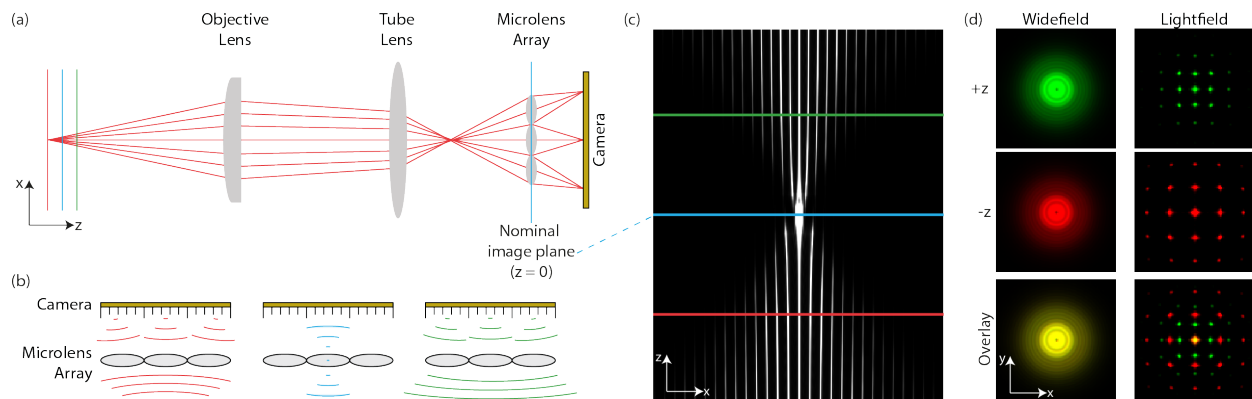 (a)
Objective
Lens
Tube
Lens
Microlens
Array
Camera
x
z
Nominal
image plane
(z = 0)
(b)
Camera
Microlens
Array
(c)
z
x
(d)
Widefield
Lightfield
+z
-z
Overlay
y
x